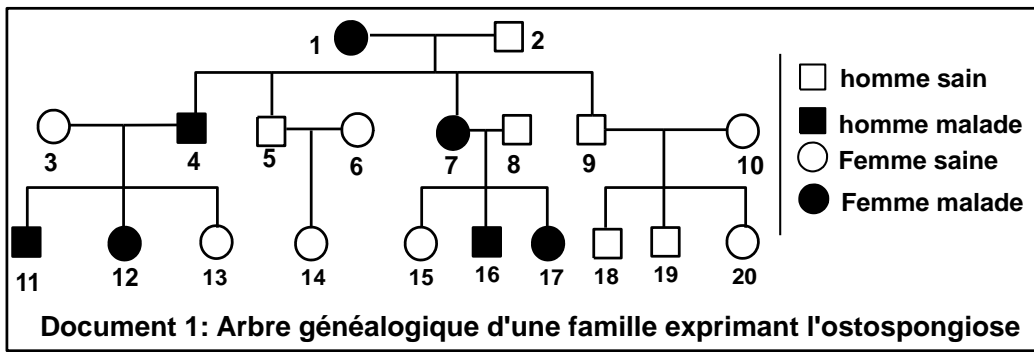 1 2
homme sain
homme malade
3 4 5 6 7 8 9 10
Femme saine
Femme malade
11 12 13 14 15 16 17 18 19 20
Document 1: Arbre généalogique d'une famille exprimant l'ostospongiose